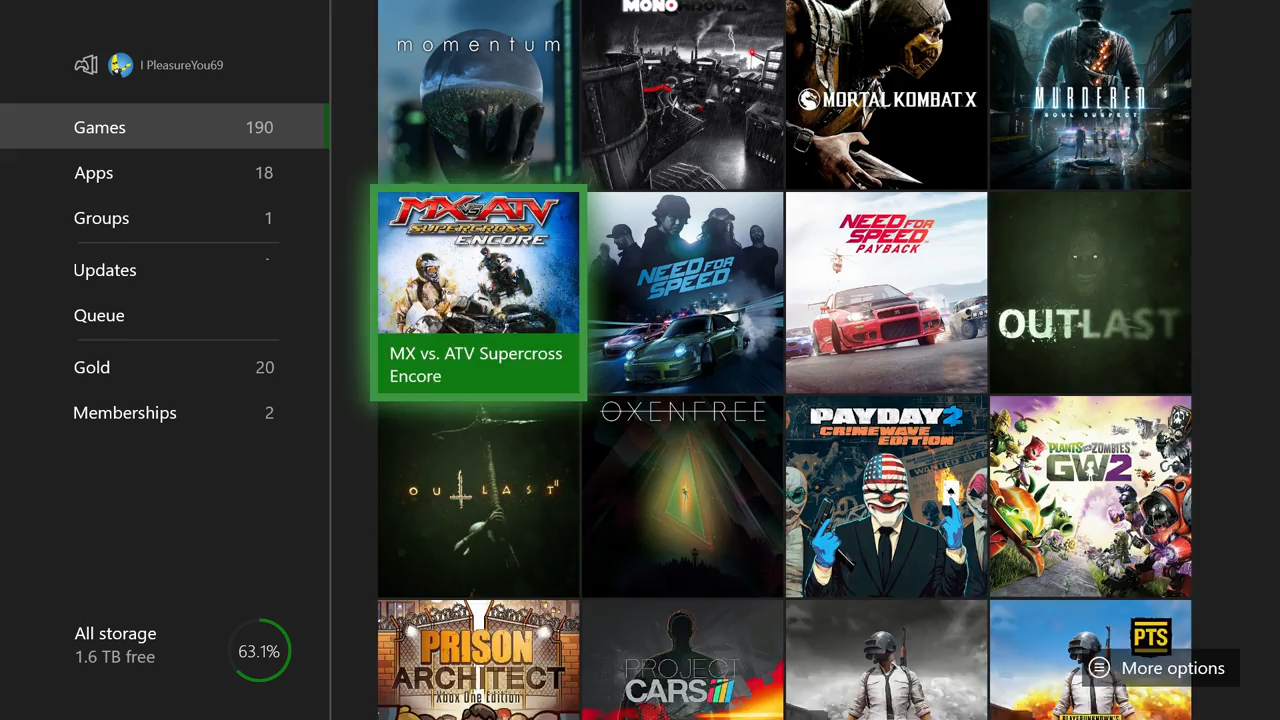 I PleasureYou69
Games 190
Apps 18
Groups 1
Updates
Queue
Gold 20
Memberships 2
All storage
1.6 TB free
63.1%
momentum
MONOCHROMA
MORTAL KOMBAT X
MURDERED
SOUL SUSPECT
MX vs ATV
SUPERCROSS
ENCORE
MX vs. ATV Supercross
Encore
NEED FOR
SPEED
NEED FOR
SPEED
PAYBACK
OUTLAST
OUTLAST II
OXENFREE
PAYDAY 2
CRIMEWAVE
EDITION
PLANTS vs. ZOMBIES
GW2
PRISON
ARCHITECT
Xbox One Edition
PROJECT
CARS
PTS
PLAYERUNKNOWN'S
More options